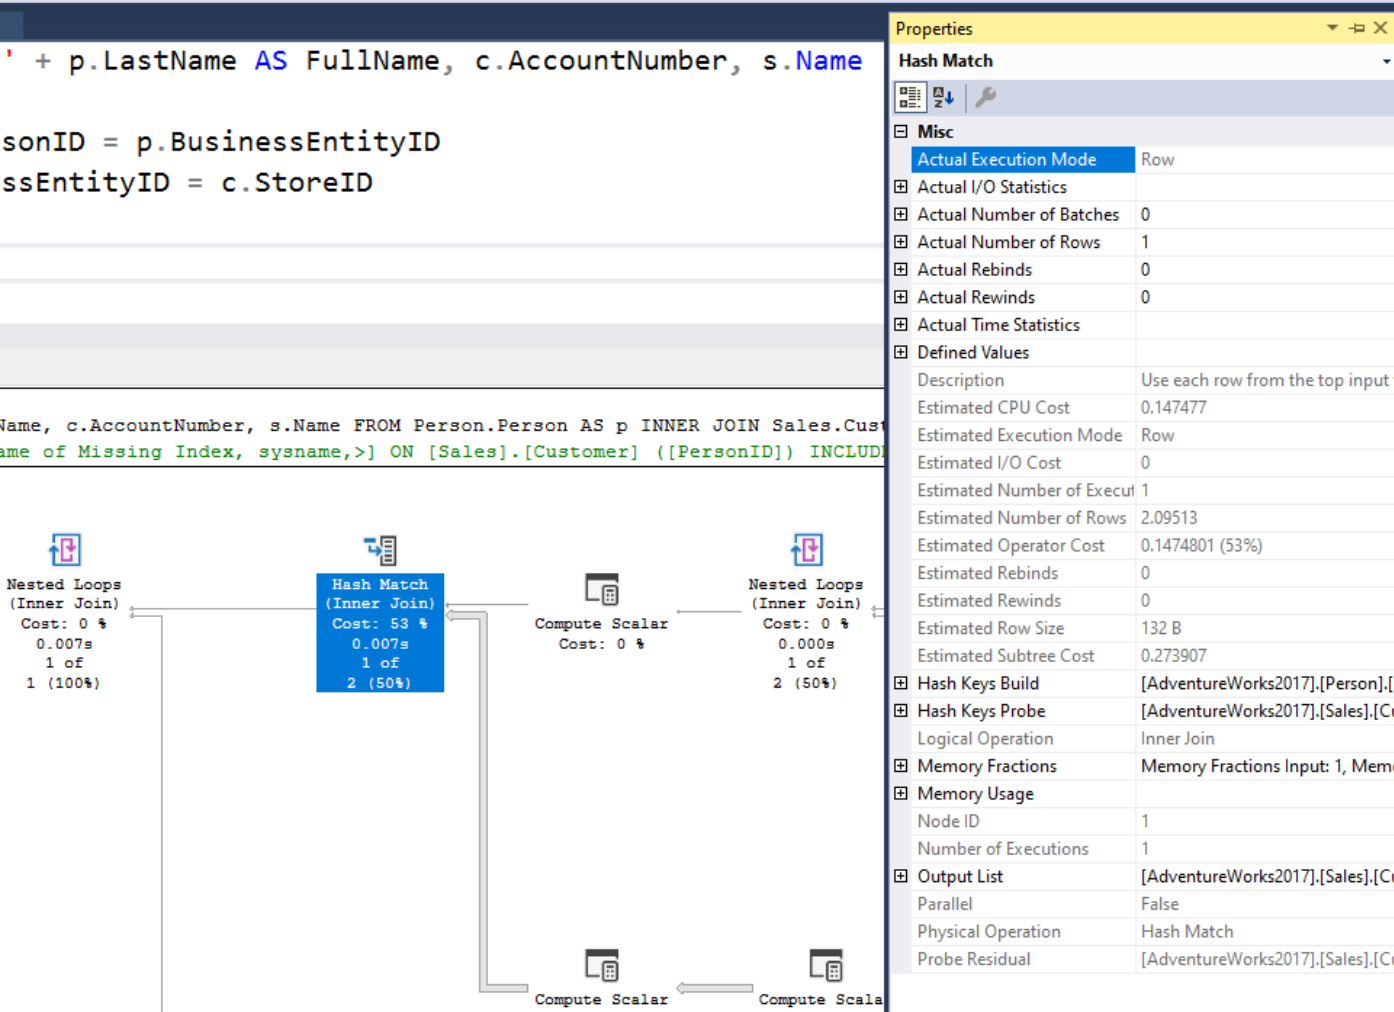 ' + p.LastName AS FullName, c.AccountNumber, s.Name
sonID = p.BusinessEntityID
ssEntityID = c.StoreID
Name, c.AccountNumber, s.Name FROM Person.Person AS p INNER JOIN Sales.Cust
ame of Missing Index, sysname,>] ON [Sales].[Customer] ([PersonID]) INCLUD
Nested Loops
(Inner Join)
Cost: 0 %
0.007s
1 of
1 (100%)
Hash Match
(Inner Join)
Cost: 53 %
0.007s
1 of
2 (50%)
Compute Scalar
Cost: 0 %
Nested Loops
(Inner Join)
Cost: 0 %
0.000s
1 of
2 (50%)
Compute Scalar
Compute Scala
Properties
Hash Match
Misc
Actual Execution Mode Row
Actual I/O Statistics
Actual Number of Batches 0
Actual Number of Rows 1
Actual Rebinds 0
Actual Rewinds 0
Actual Time Statistics
Defined Values
Description Use each row from the top input
Estimated CPU Cost 0.147477
Estimated Execution Mode Row
Estimated I/O Cost 0
Estimated Number of Execut 1
Estimated Number of Rows 2.09513
Estimated Operator Cost 0.1474801 (53%)
Estimated Rebinds 0
Estimated Rewinds 0
Estimated Row Size 132 B
Estimated Subtree Cost 0.273907
Hash Keys Build [AdventureWorks2017].[Person].[
Hash Keys Probe [AdventureWorks2017].[Sales].[Cu
Logical Operation Inner Join
Memory Fractions Memory Fractions Input: 1, Mem
Memory Usage
Node ID 1
Number of Executions 1
Output List [AdventureWorks2017].[Sales].[Cu
Parallel False
Physical Operation Hash Match
Probe Residual [AdventureWorks2017].[Sales].[Cu